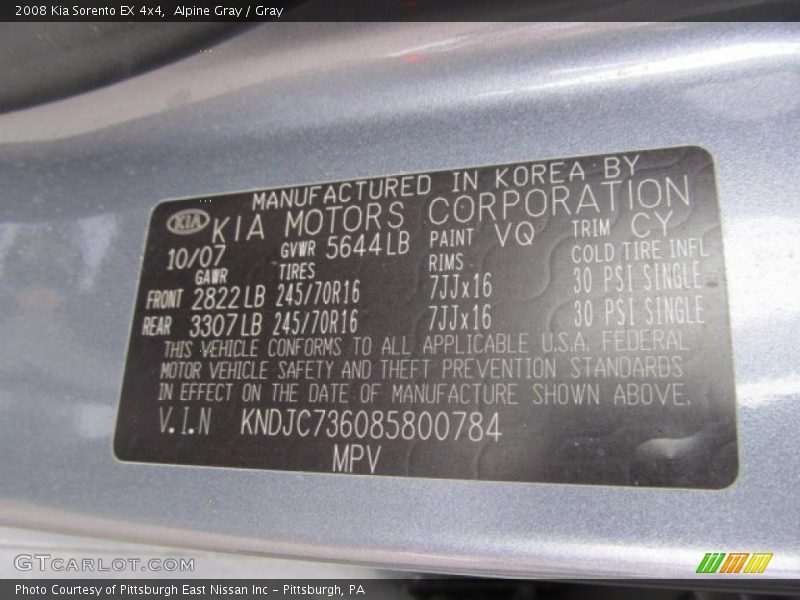 2008 Kia Sorento EX 4x4,  Alpine Gray / Gray
MANUFACTURED IN KOREA BY
KIA KIA MOTORS CORPORATION
10/07 GVWR 5644LB PAINT VQ TRIM CY
GAWR TIRES RIMS COLD TIRE INFL
FRONT 2822LB 245/70R16 7JJx16 30 PSI SINGLE
REAR 3307LB 245/70R16 7JJx16 30 PSI SINGLE
THIS VEHICLE CONFORMS TO ALL APPLICABLE U.S.A. FEDERAL
MOTOR VEHICLE SAFETY AND THEFT PREVENTION STANDARDS
IN EFFECT ON THE DATE OF MANUFACTURE SHOWN ABOVE.
V.I.N KNDJC736085800784
MPV
GTCARLOT.COM
Photo Courtesy of Pittsburgh East Nissan Inc - Pittsburgh, PA